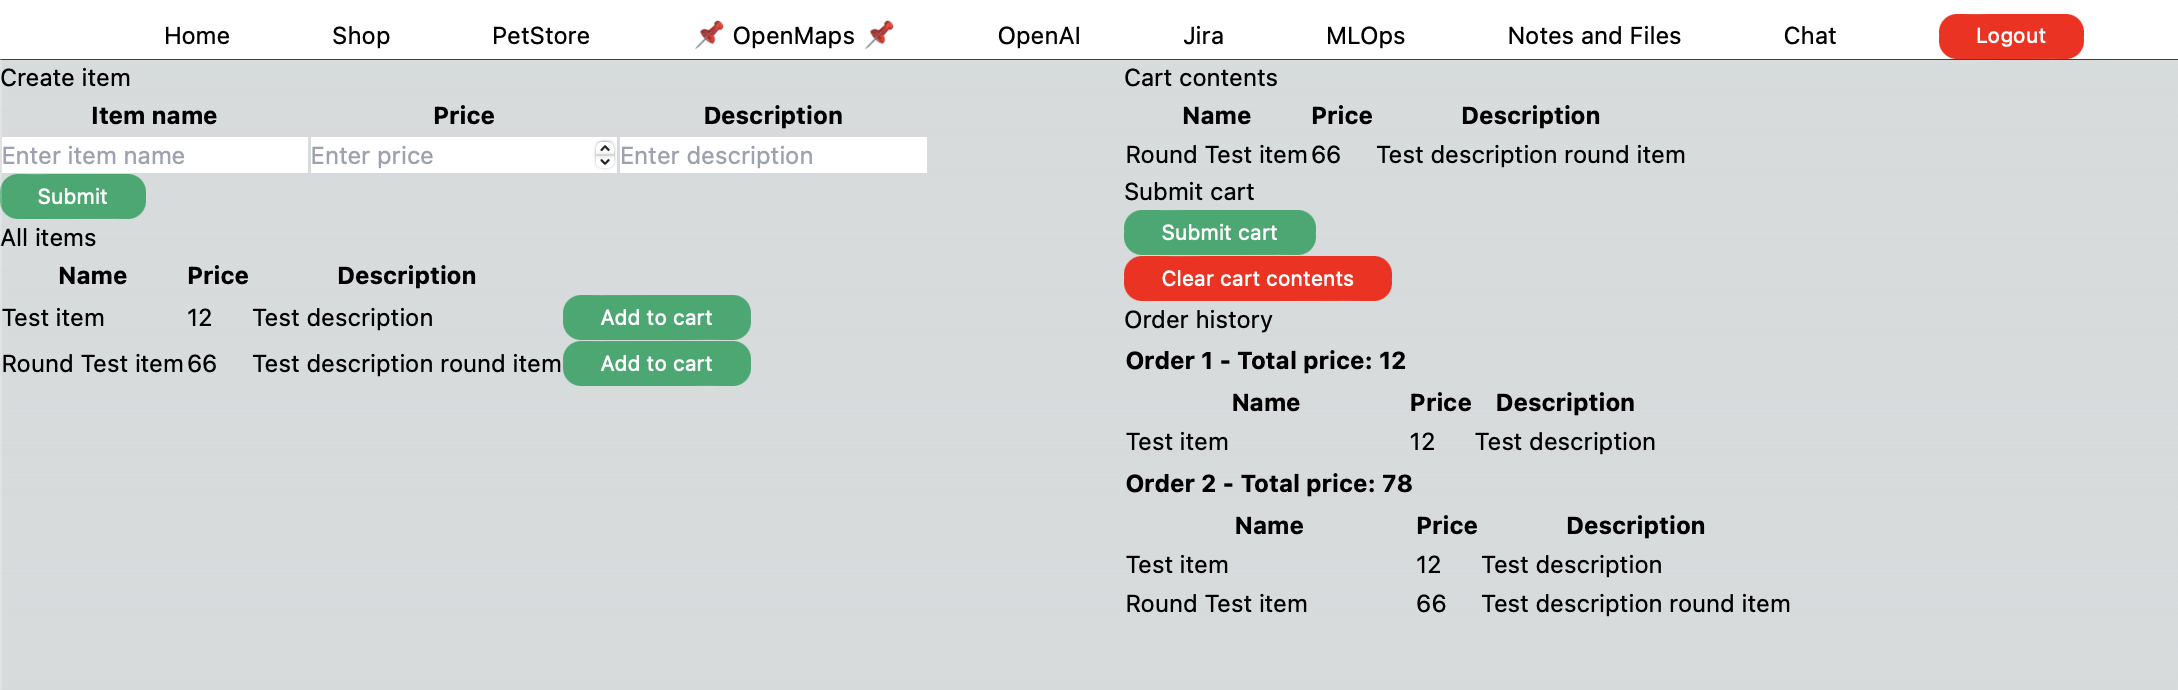 Home Shop PetStore 📌 OpenMaps 📌 OpenAI Jira MLOps Notes and Files Chat Logout
Create item
Item name Price Description
Enter item name Enter price Enter description
Submit
All items
Name Price Description
Test item 12 Test description Add to cart
Round Test item 66 Test description round item Add to cart
Cart contents
Name Price Description
Round Test item 66 Test description round item
Submit cart
Submit cart
Clear cart contents
Order history
Order 1 - Total price: 12
Name Price Description
Test item 12 Test description
Order 2 - Total price: 78
Name Price Description
Test item 12 Test description
Round Test item 66 Test description round item